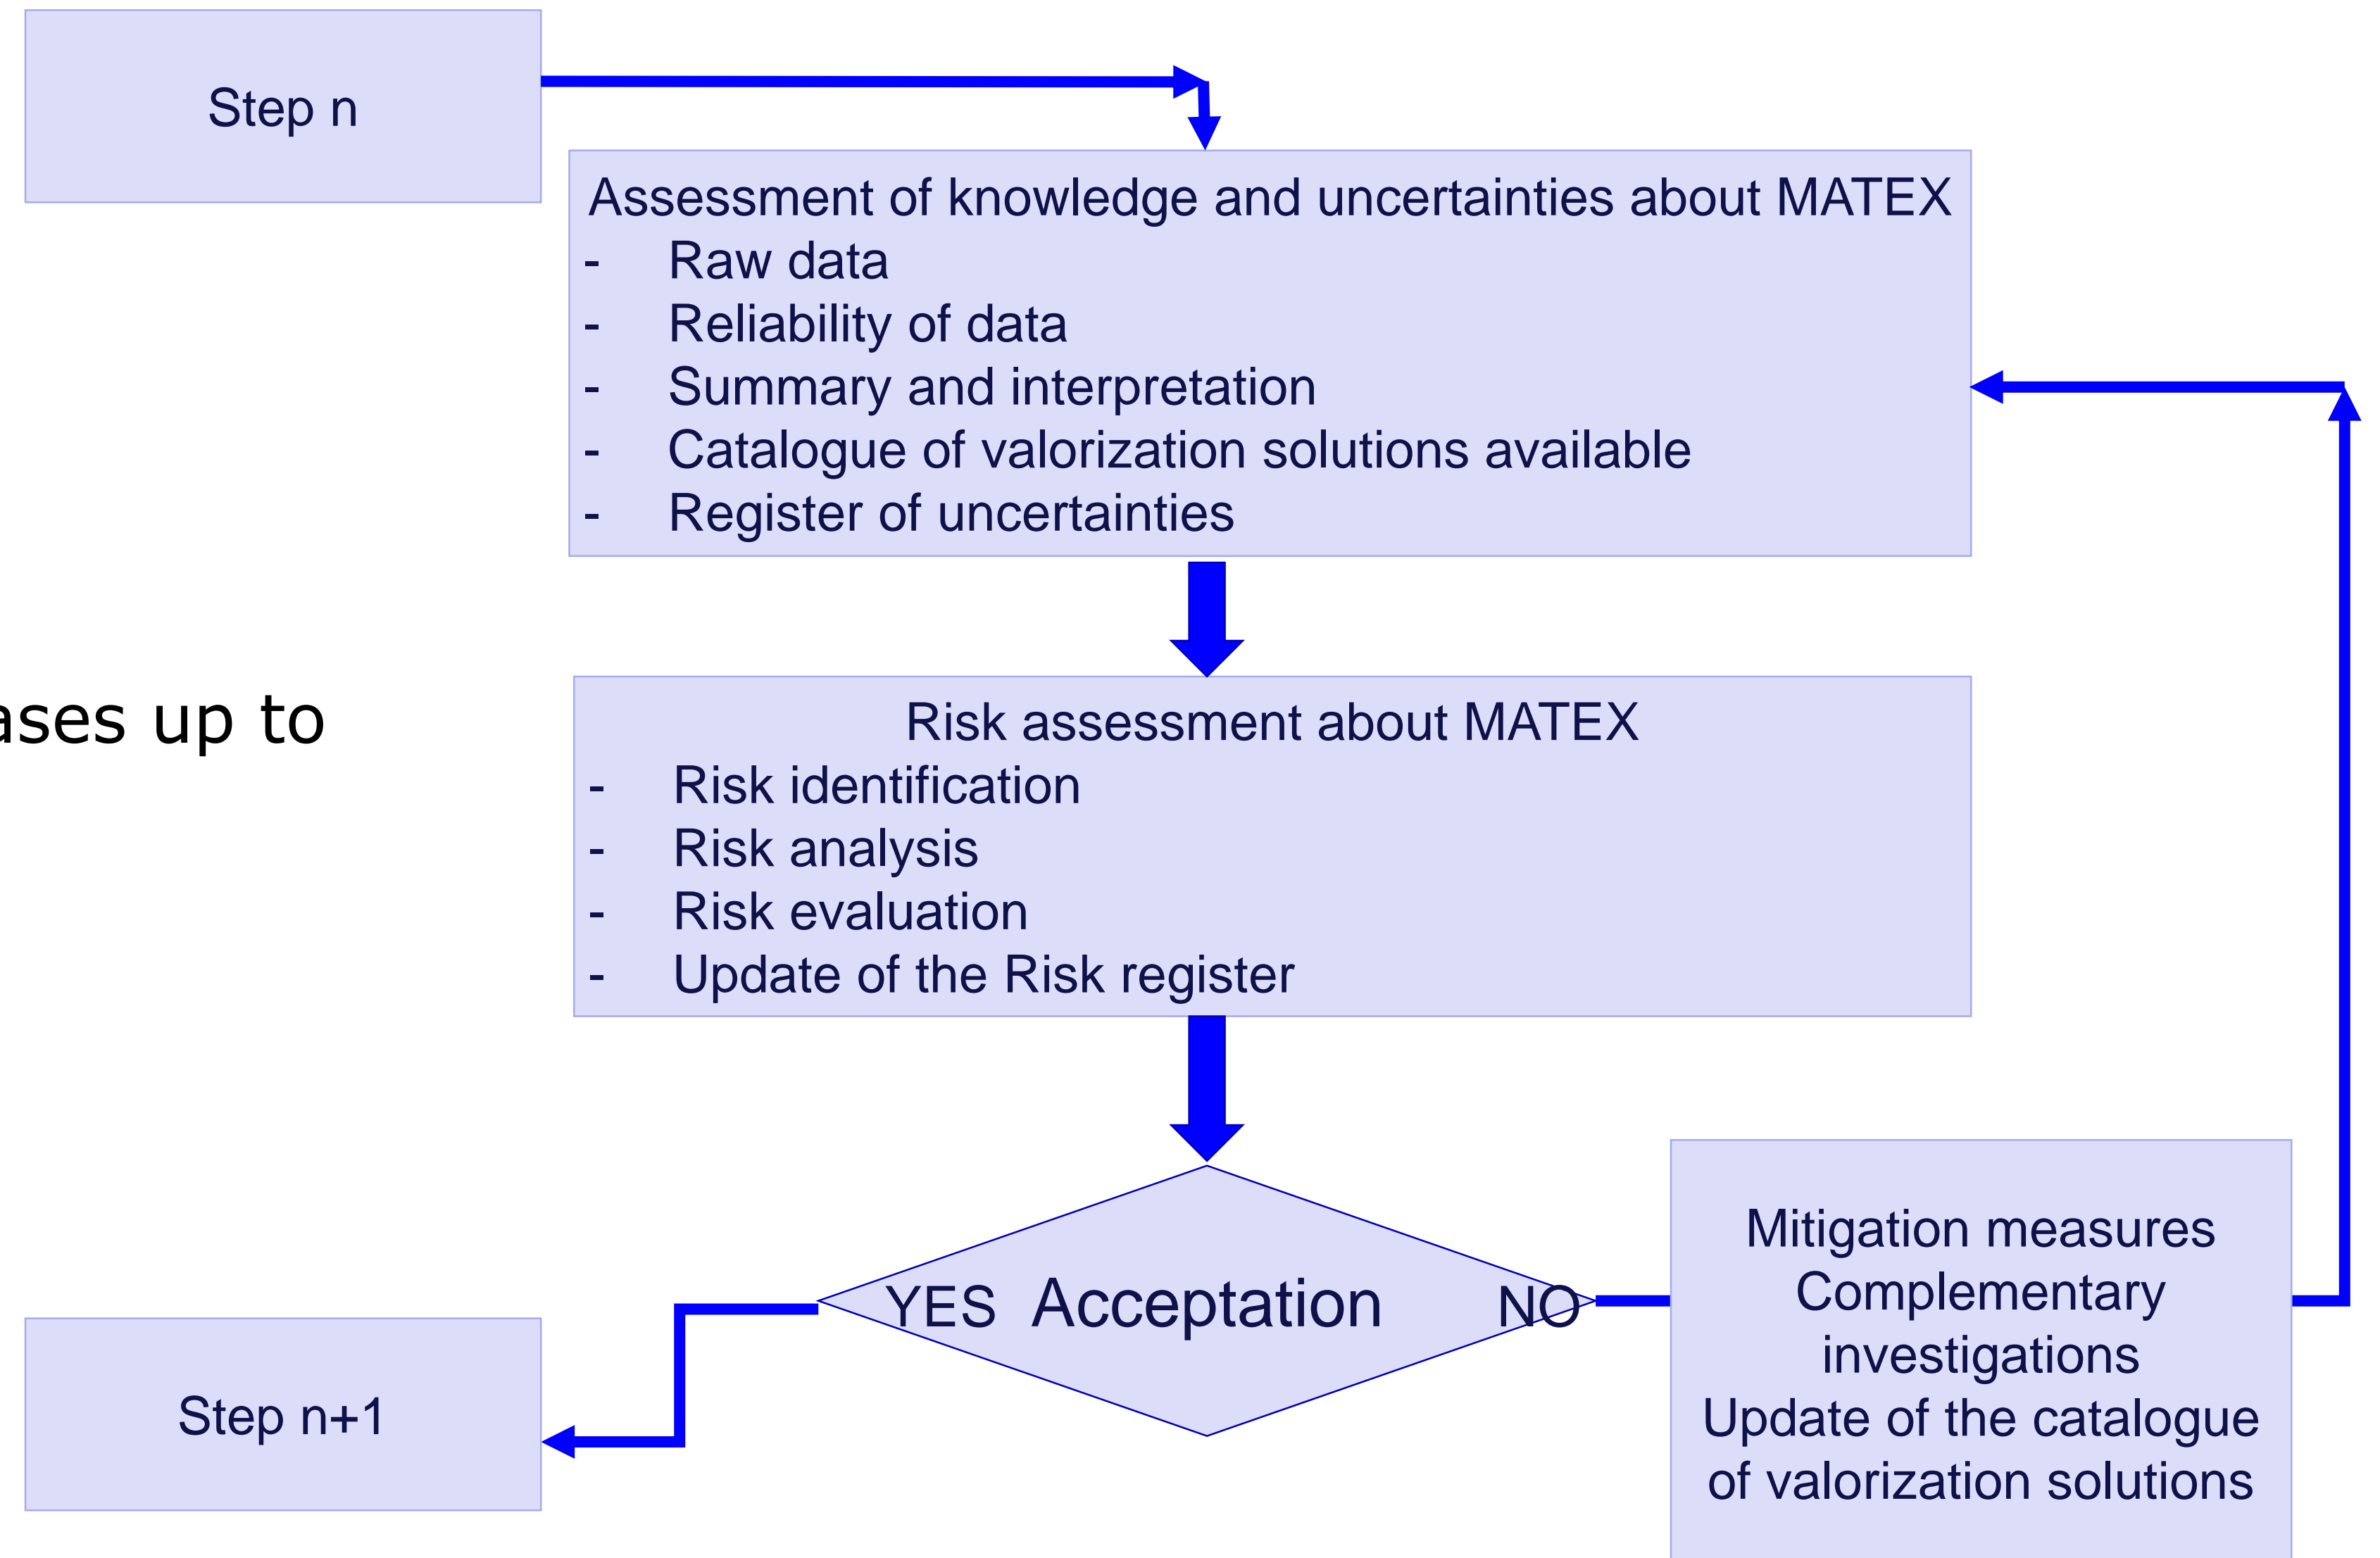 Step n
Assessment of knowledge and uncertainties about MATEX
- Raw data
- Reliability of data
- Summary and interpretation
- Catalogue of valorization solutions available
- Register of uncertainties
up to
Risk assessment about MATEX
- Risk identification
- Risk analysis
- Risk evaluation
- Update of the Risk register
YES Acceptation NO
Mitigation measures
Complementary
investigations
Update of the catalogue
of valorization solutions
Step n+1